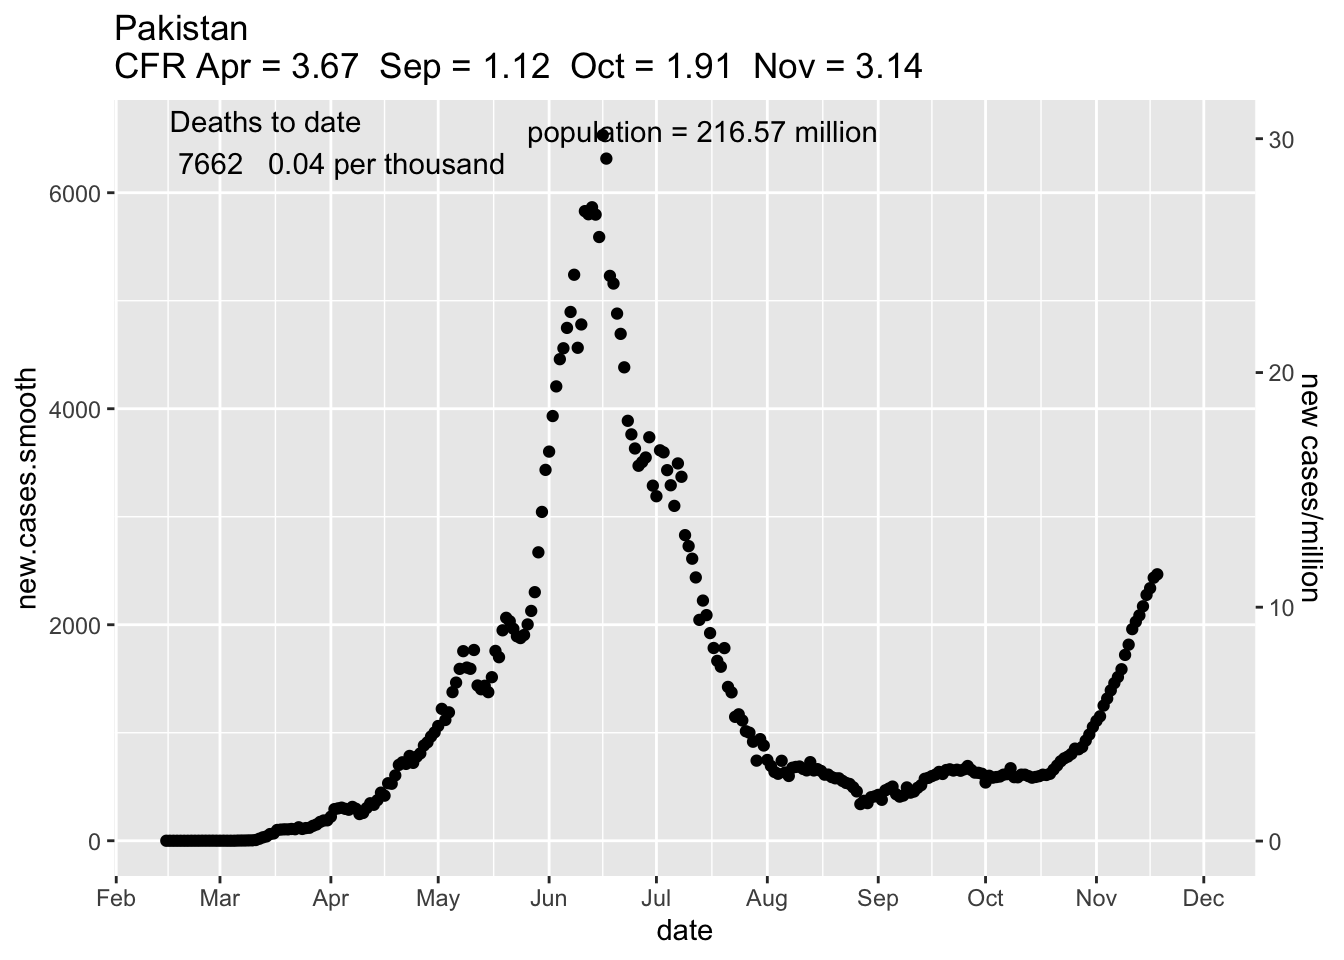 Pakistan
CFR Apr = 3.67  Sep = 1.12  Oct = 1.91  Nov = 3.14
Deaths to date
7662   0.04 per thousand
population = 216.57 million
new.cases.smooth
6000
4000
2000
0
30
20
10
0
new cases/million
Feb Mar Apr May Jun Jul Aug Sep Oct Nov Dec
date